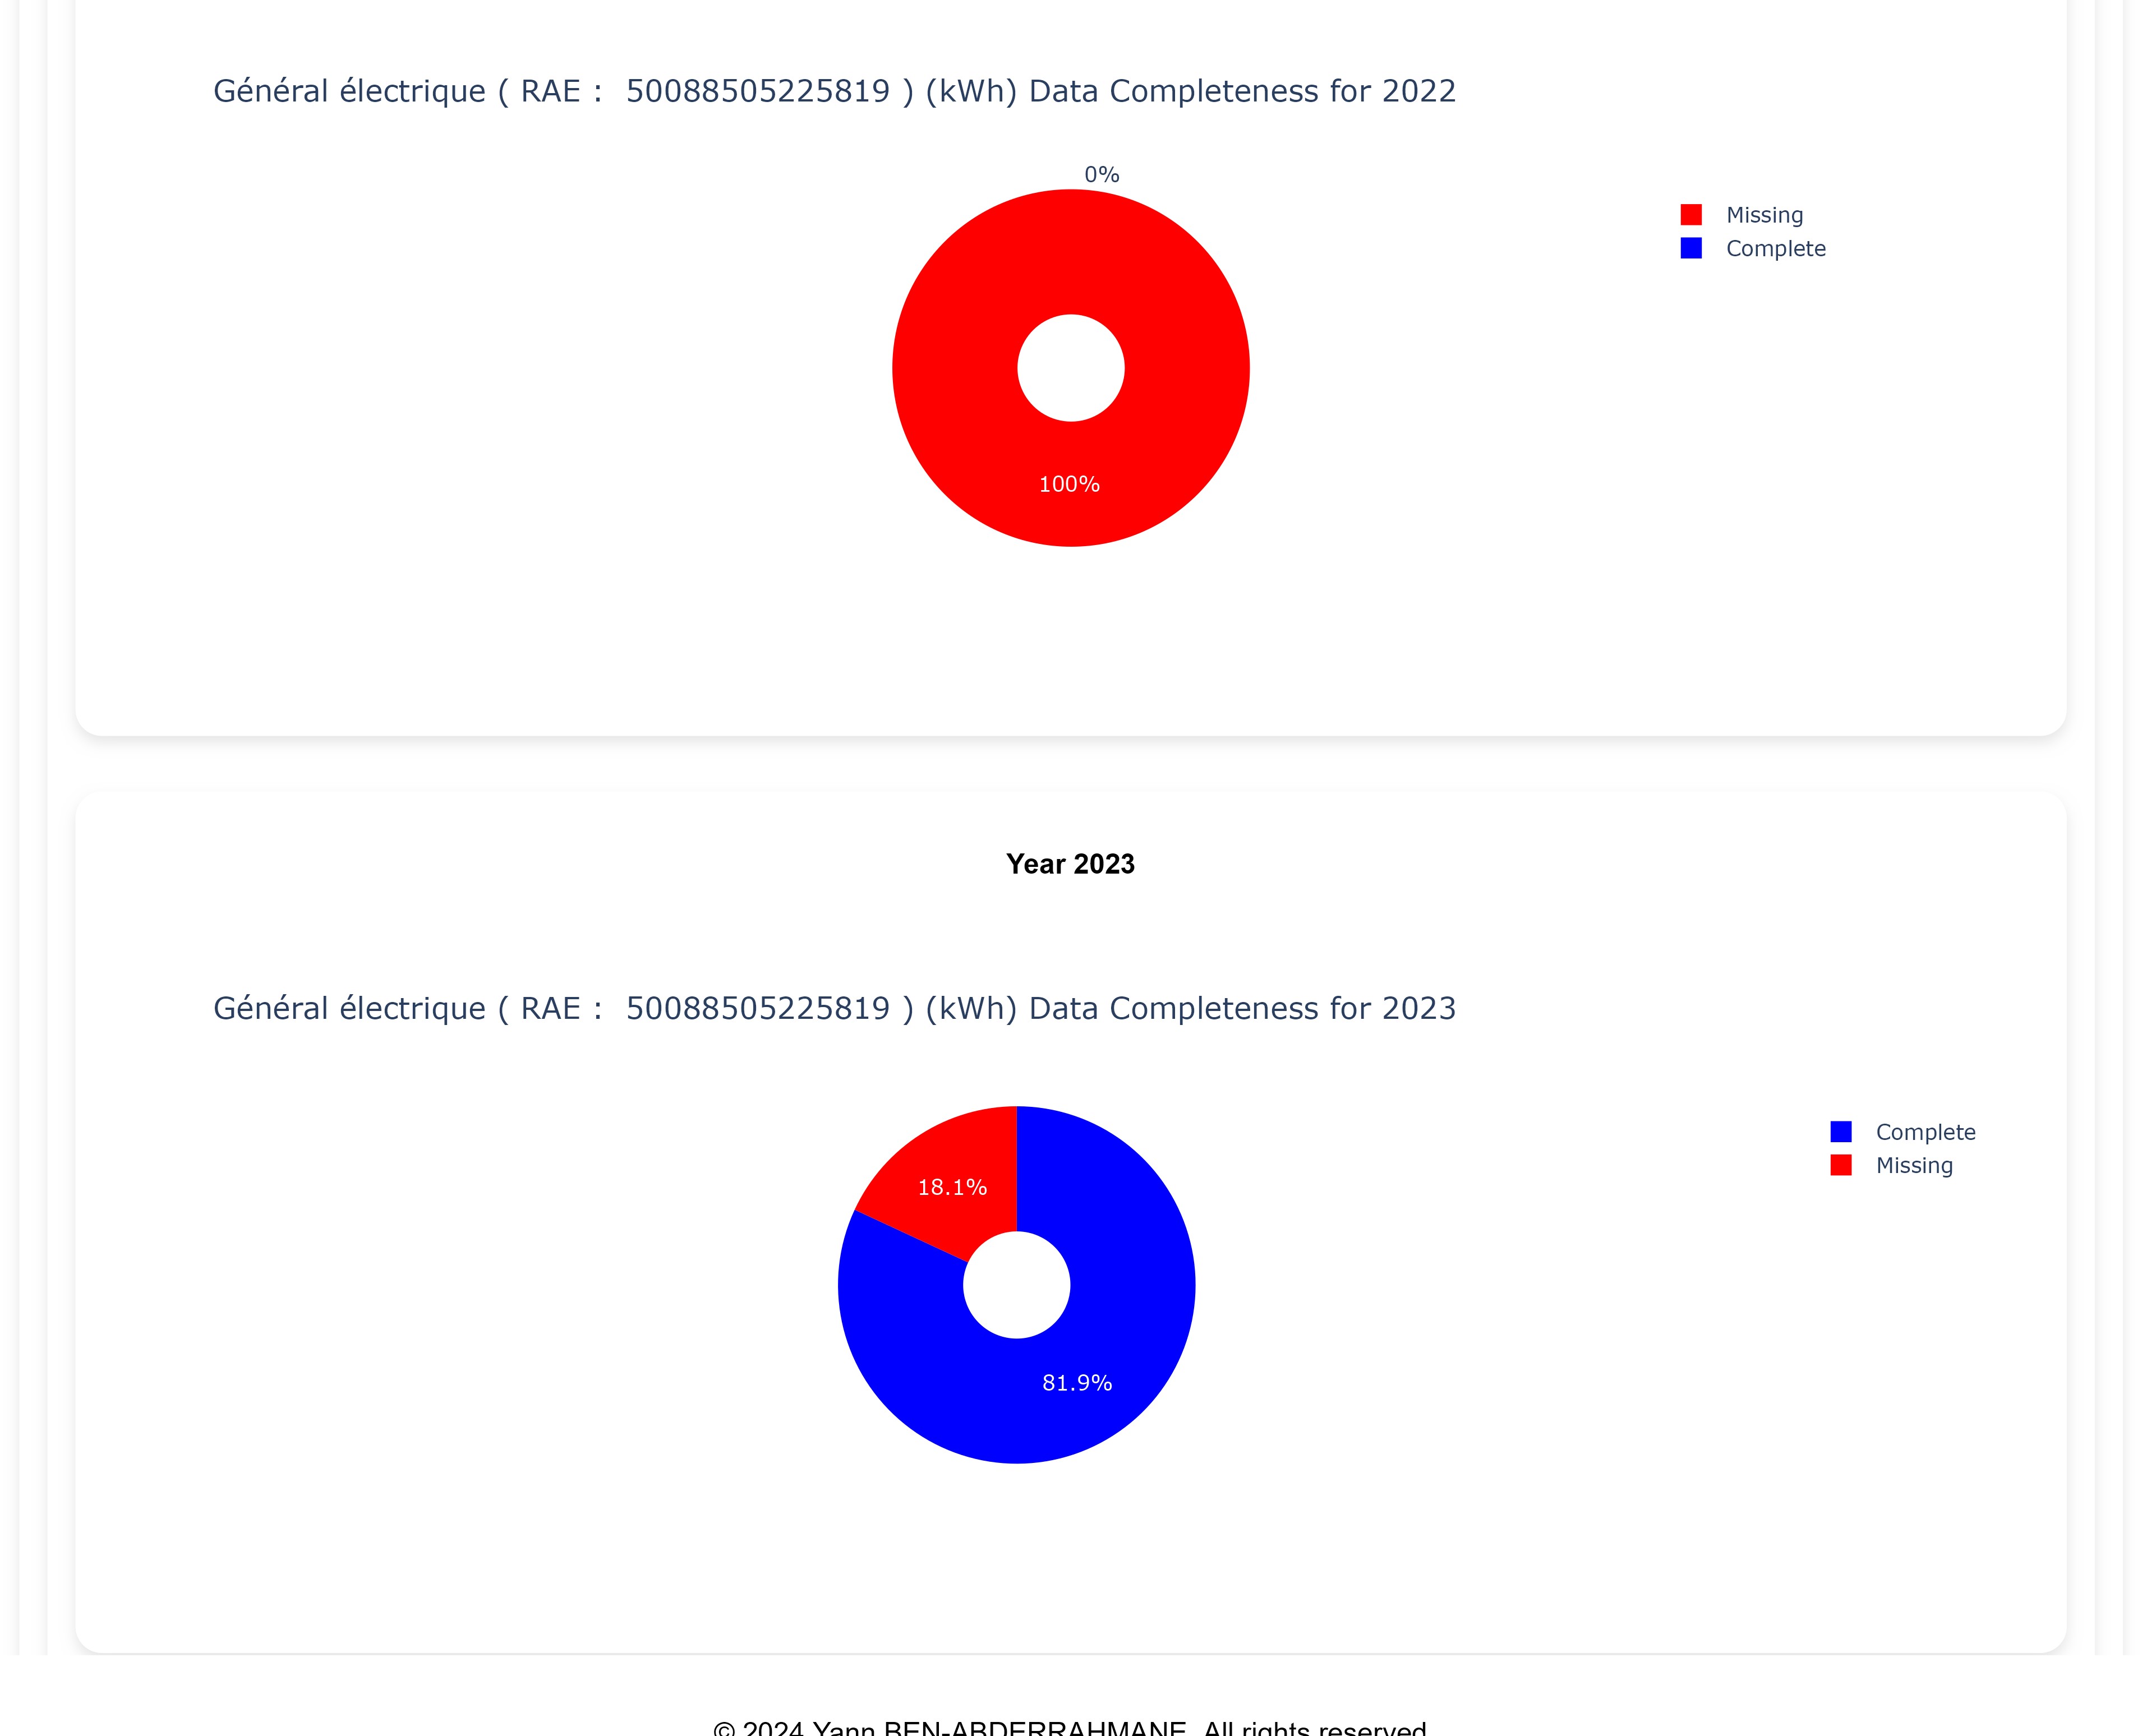 Général électrique ( RAE :  50088505225819 ) (kWh) Data Completeness for 2022
0%
Missing
Complete
100%
Year 2023
Général électrique ( RAE :  50088505225819 ) (kWh) Data Completeness for 2023
Complete
Missing
18.1%
81.9%
© 2024 Yann BEN-ABDERRAHMANE. All rights reserved